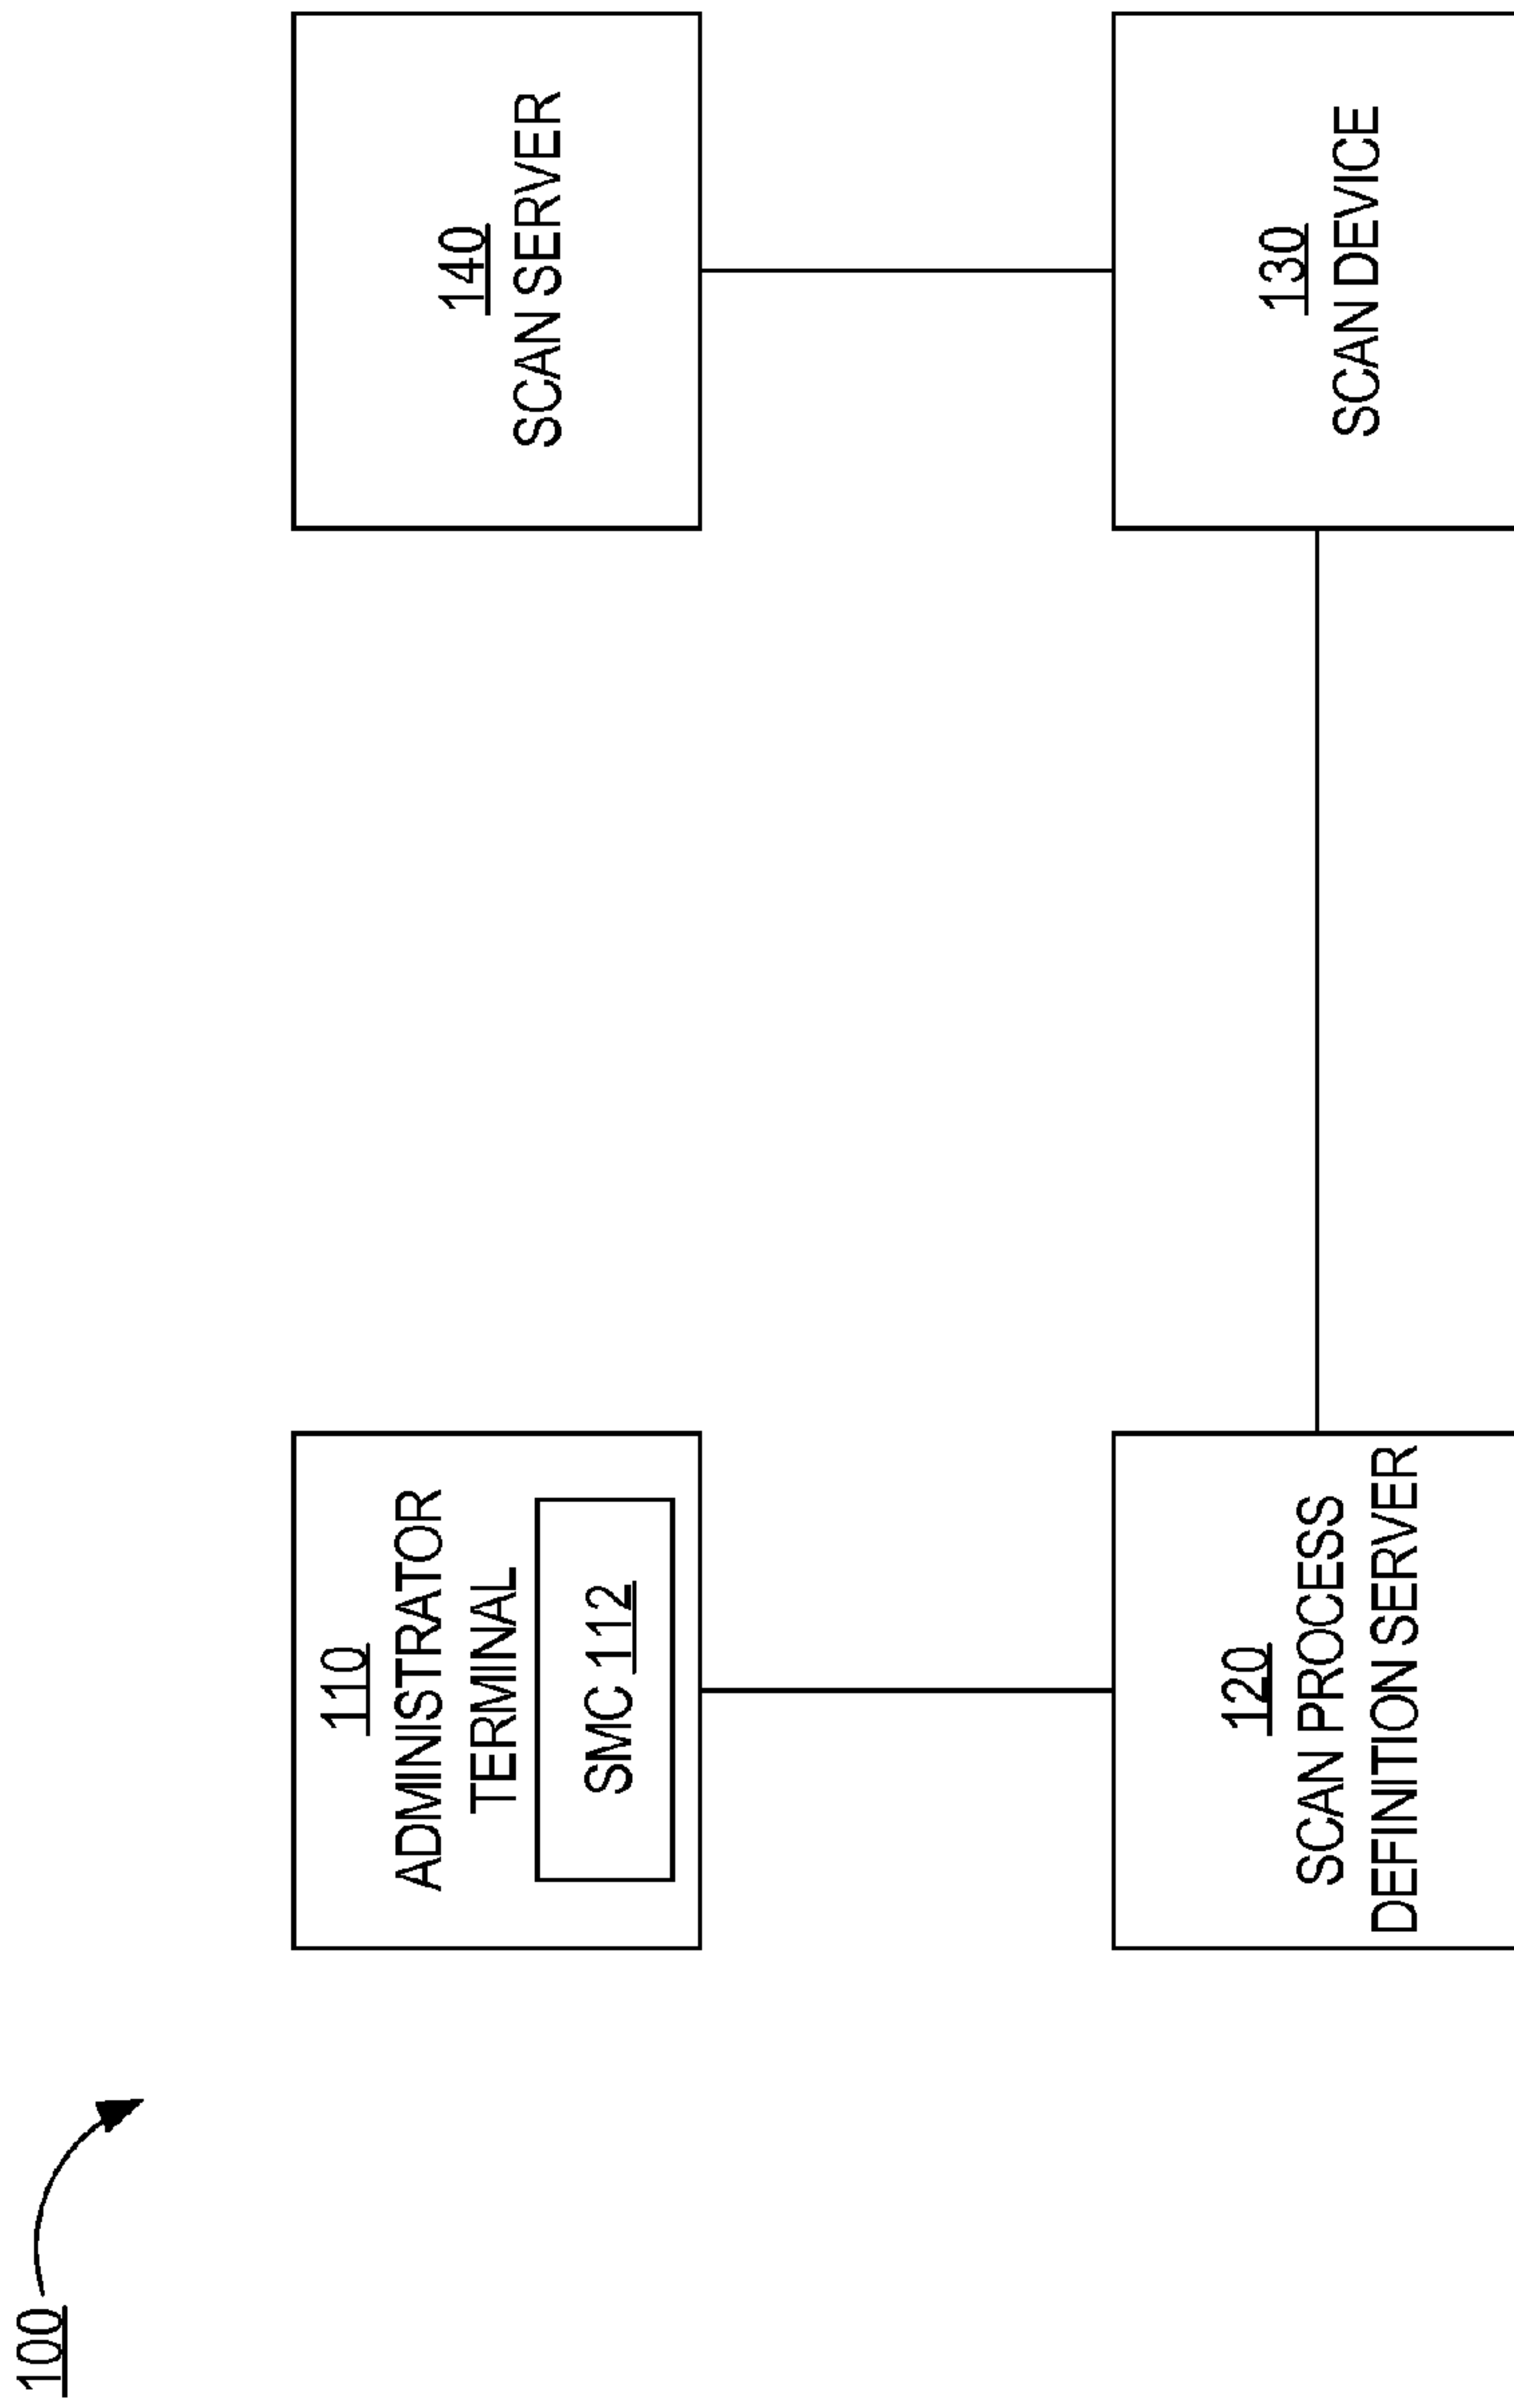 100
110
ADMINISTRATOR
TERMINAL
SMC 112
140
SCAN SERVER
120
SCAN PROCESS
DEFINITION SERVER
130
SCAN DEVICE